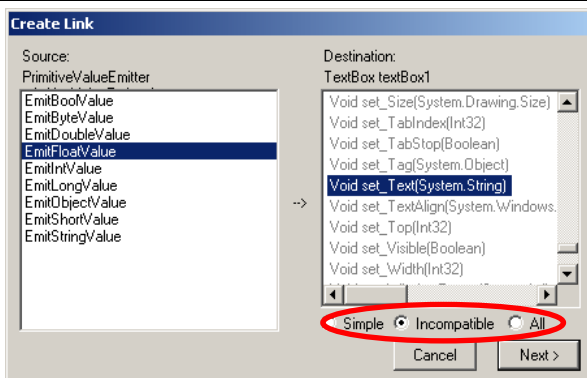 Create Link
Source:
PrimitiveValueEmitter
EmitBoolValue
EmitByteValue
EmitDoubleValue
EmitFloatValue
EmitIntValue
EmitLongValue
EmitObjectValue
EmitShortValue
EmitStringValue
-->
Destination:
TextBox textBox1
Void set_Size(System.Drawing.Size)
Void set_TabIndex(Int32)
Void set_TabStop(Boolean)
Void set_Tag(System.Object)
Void set_Text(System.String)
Void set_TextAlign(System.Windows.
Void set_Top(Int32)
Void set_Visible(Boolean)
Void set_Width(Int32)
Simple Incompatible All
Cancel Next >